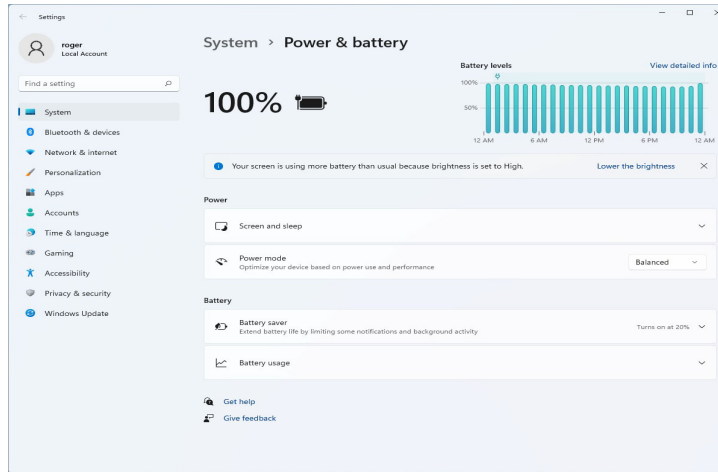 Settings
roger
Local Account
Find a setting
System
Bluetooth & devices
Network & internet
Personalization
Apps
Accounts
Time & language
Gaming
Accessibility
Privacy & security
Windows Update
System > Power & battery
100%
Battery levels
View detailed info
100%
50%
12 AM 6 AM 12 PM 6 PM 12 AM
Your screen is using more battery than usual because brightness is set to High. Lower the brightness
Power
Screen and sleep
Power mode
Optimize your device based on power use and performance
Balanced
Battery
Battery saver
Extend battery life by limiting some notifications and background activity
Turns on at 20%
Battery usage
Get help
Give feedback